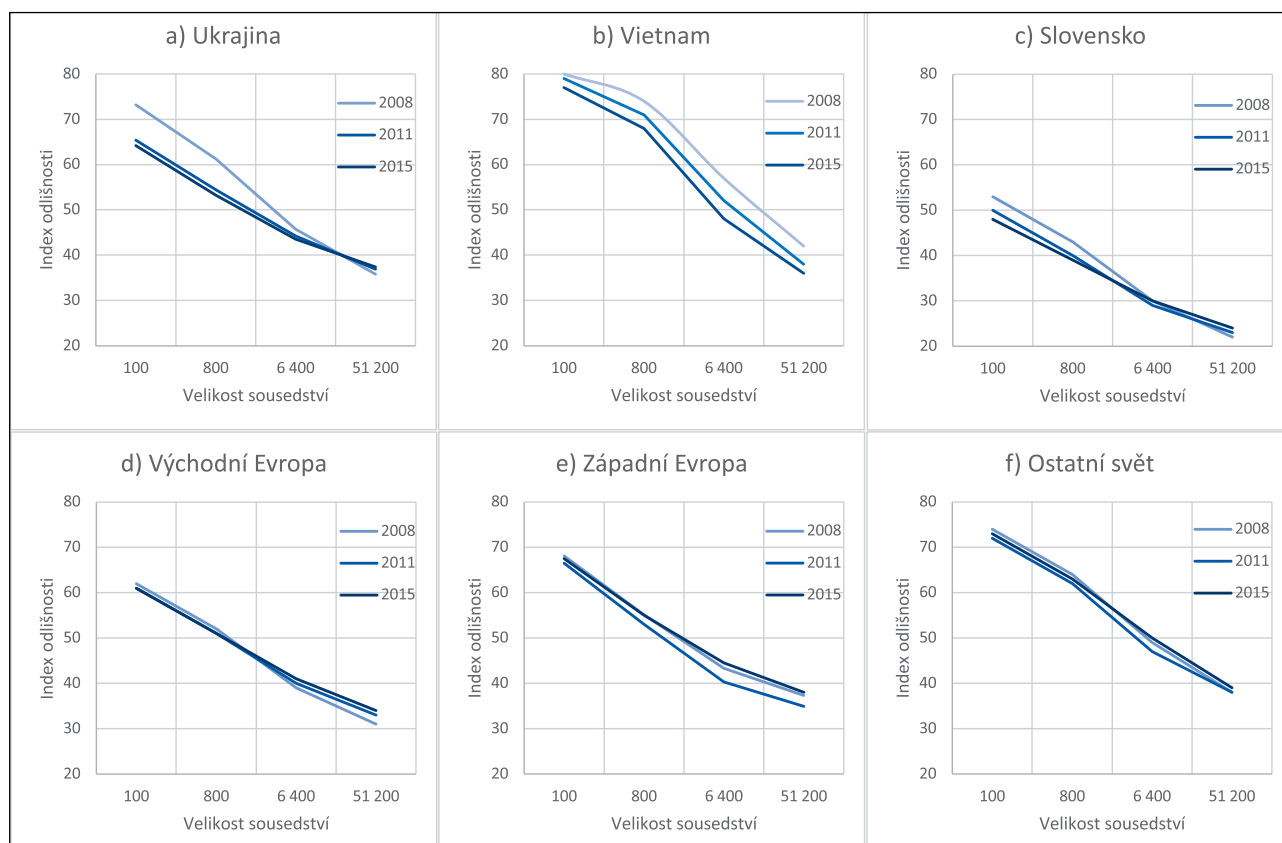 a) Ukrajina
80
70
60
50
40
30
20
Index odlišnosti
2008
2011
2015
100 800 6 400 51 200
Velikost sousedství
b) Vietnam
80
70
60
50
40
30
20
Index odlišnosti
2008
2011
2015
100 800 6 400 51 200
Velikost sousedství
c) Slovensko
80
70
60
50
40
30
20
Index odlišnosti
2008
2011
2015
100 800 6 400 51 200
Velikost sousedství
d) Východní Evropa
80
70
60
50
40
30
20
Index odlišnosti
2008
2011
2015
100 800 6 400 51 200
Velikost sousedství
e) Západní Evropa
80
70
60
50
40
30
20
Index odlišnosti
2008
2011
2015
100 800 6 400 51 200
Velikost sousedství
f) Ostatní svět
80
70
60
50
40
30
20
Index odlišnosti
2008
2011
2015
100 800 6 400 51 200
Velikost sousedství